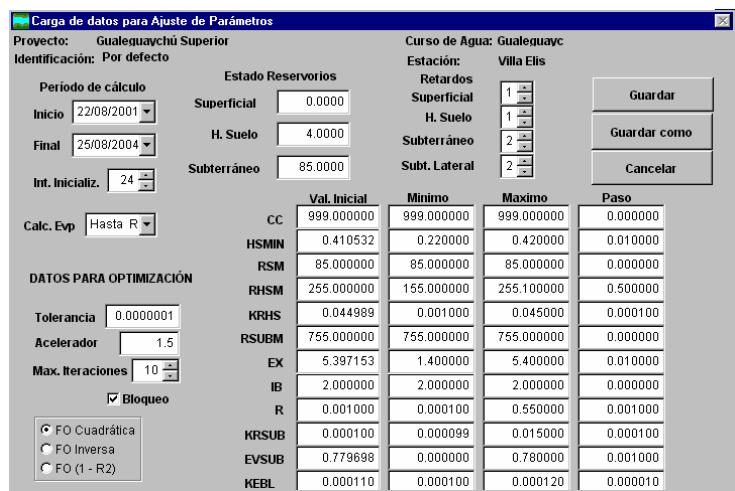 Carga de datos para Ajuste de Parámetros
Proyecto: Gualeguaychú Superior Curso de Agua: Gualeguayc
Identificación: Por defecto Estación: Villa Elis
Período de cálculo
Inicio 22/08/2001
Final 25/08/2004
Int. Inicializ. 24
Calc. Evp Hasta R
Estado Reservorios
Superficial 0.0000
H. Suelo 4.0000
Subterráneo 85.0000
Retardos
Superficial 1
H. Suelo 1
Subterráneo 2
Subt. Lateral 2
Guardar
Guardar como
Cancelar
DATOS PARA OPTIMIZACIÓN
Tolerancia 0.0000001
Acelerador 1.5
Max. Iteraciones 10
Bloqueo
FO Cuadrática
FO Inversa
FO (1 - R2)
Val. Inicial Minimo Maximo Paso
CC 999.000000 999.000000 999.000000 0.000000
HSMIN 0.410532 0.220000 0.420000 0.010000
RSM 85.000000 85.000000 85.000000 0.000000
RHSM 255.000000 155.000000 255.100000 0.500000
KRHS 0.044989 0.001000 0.045000 0.000100
RSUBM 755.000000 755.000000 755.000000 0.000000
EX 5.397153 1.400000 5.400000 0.010000
IB 2.000000 2.000000 2.000000 0.000000
R 0.001000 0.000100 0.550000 0.001000
KRSUB 0.000100 0.000099 0.015000 0.000100
EVSUB 0.779698 0.000000 0.780000 0.001000
KEBL 0.000110 0.000100 0.000120 0.000010